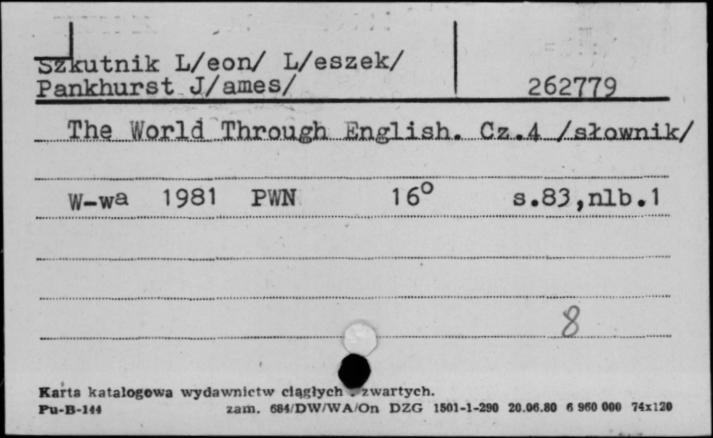 Szkutnik L/eon/ L/eszek/
Pankhurst J/ames/ 262779
The World Through English. Cz.4 /słownik/
W-wa 1981 PWN 16° s.83,nlb.1
8
Karta katalogowa wydawnictw ciągłych zwartych.
Pu-B-144 zam. 684/DW/WA/On DZG 1501-1-290 20.06.80 6 960 000 74x120